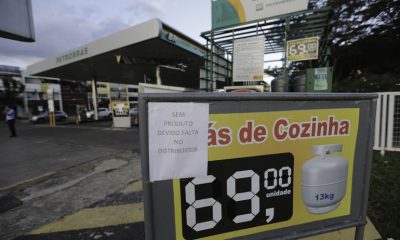 PETROBRAS
69,00
SEM
PRODUTO
DEVIDO FALTA
NO
DISTRIBUIDOR
ás de Cozinha
69,00
unidade
13kg